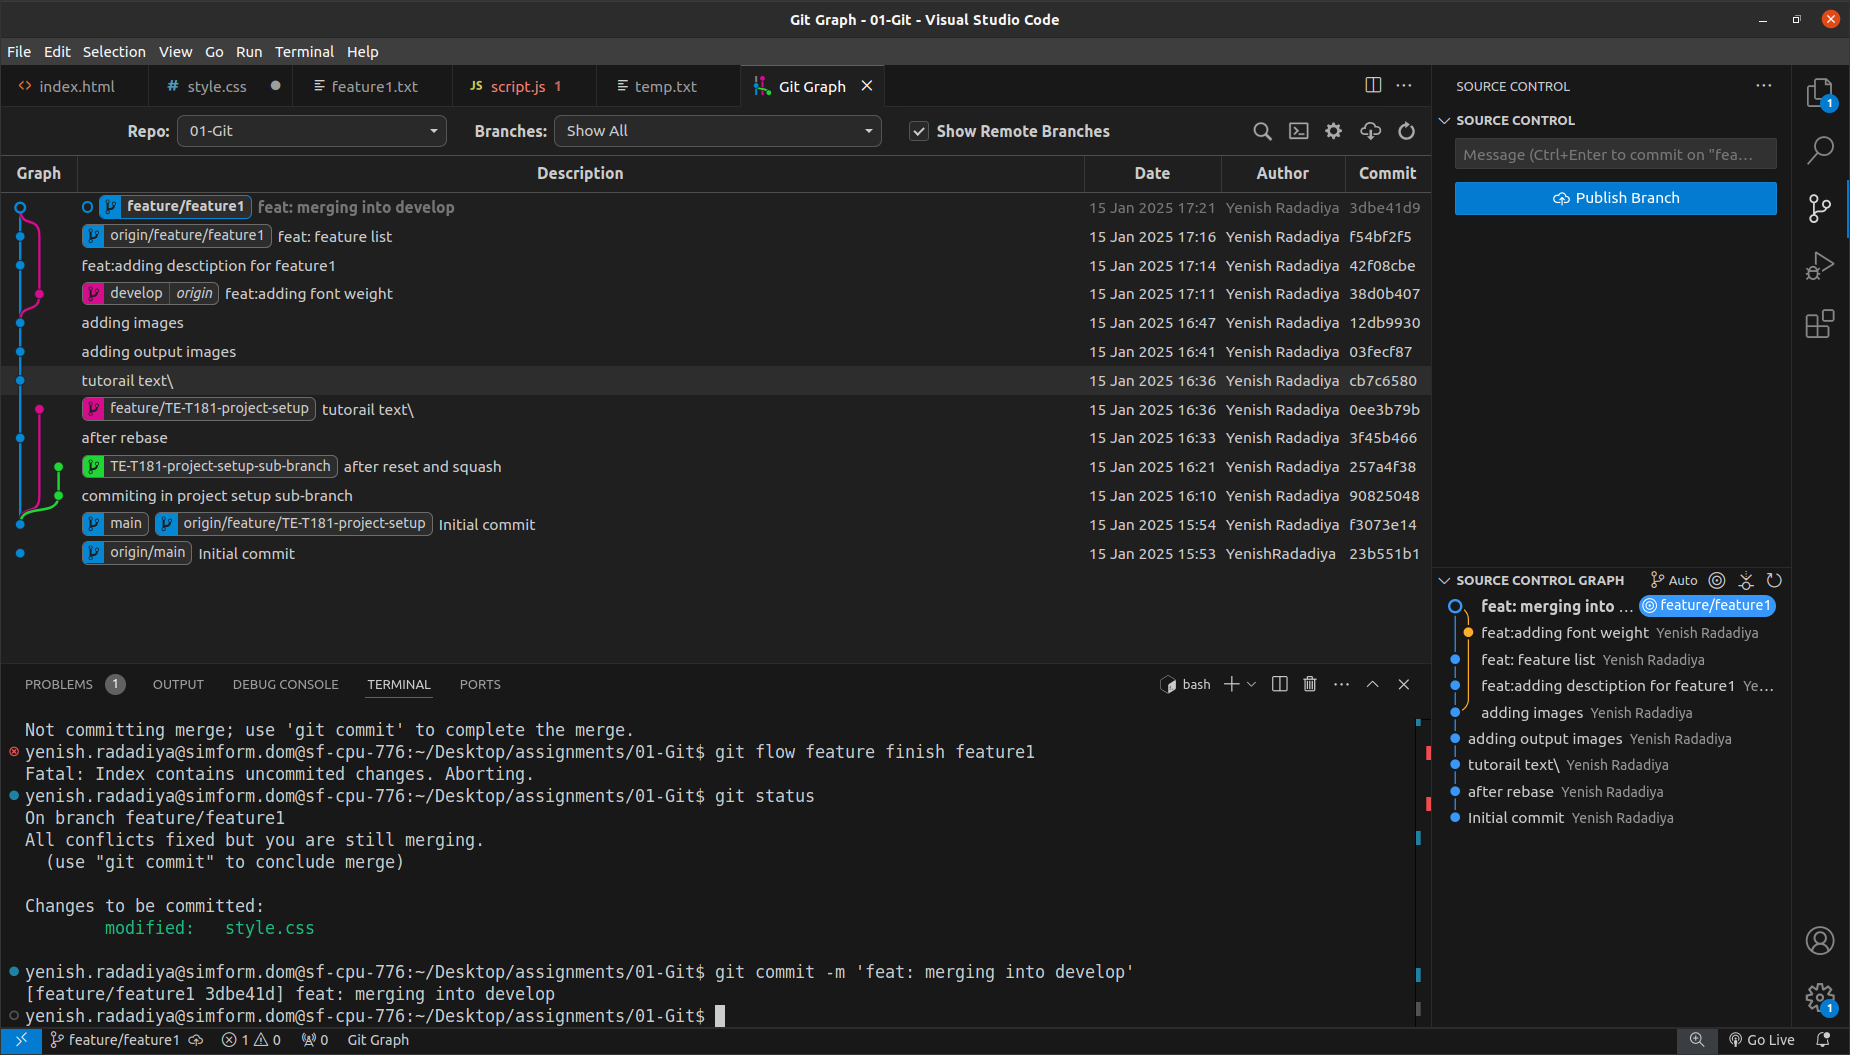 Git Graph - 01-Git - Visual Studio Code
File Edit Selection View Go Run Terminal Help
index.html
style.css
feature1.txt
JS script.js 1
temp.txt
Git Graph
Repo: 01-Git Branches: Show All Show Remote Branches
Graph Description Date Author Commit
feature/feature1 feat: merging into develop 15 Jan 2025 17:21 Yenish Radadiya 3dbe41d9
origin/feature/feature1 feat: feature list 15 Jan 2025 17:16 Yenish Radadiya f54bf2f5
feat:adding desctiption for feature1 15 Jan 2025 17:14 Yenish Radadiya 42f08cbe
develop origin feat:adding font weight 15 Jan 2025 17:11 Yenish Radadiya 38d0b407
adding images 15 Jan 2025 16:47 Yenish Radadiya 12db9930
adding output images 15 Jan 2025 16:41 Yenish Radadiya 03fecf87
tutorail text\ 15 Jan 2025 16:36 Yenish Radadiya cb7c6580
feature/TE-T181-project-setup tutorail text\ 15 Jan 2025 16:36 Yenish Radadiya 0ee3b79b
after rebase 15 Jan 2025 16:33 Yenish Radadiya 3f45b466
TE-T181-project-setup-sub-branch after reset and squash 15 Jan 2025 16:21 Yenish Radadiya 257a4f38
commiting in project setup sub-branch 15 Jan 2025 16:10 Yenish Radadiya 90825048
main origin/feature/TE-T181-project-setup Initial commit 15 Jan 2025 15:54 Yenish Radadiya f3073e14
origin/main Initial commit 15 Jan 2025 15:53 YenishRadadiya 23b551b1
PROBLEMS 1 OUTPUT DEBUG CONSOLE TERMINAL PORTS bash
Not committing merge; use 'git commit' to complete the merge.
yenish.radadiya@simform.dom@sf-cpu-776:~/Desktop/assignments/01-Git$ git flow feature finish feature1
Fatal: Index contains uncommited changes. Aborting.
yenish.radadiya@simform.dom@sf-cpu-776:~/Desktop/assignments/01-Git$ git status
On branch feature/feature1
All conflicts fixed but you are still merging.
(use "git commit" to conclude merge)
Changes to be committed:
modified: style.css
yenish.radadiya@simform.dom@sf-cpu-776:~/Desktop/assignments/01-Git$ git commit -m 'feat: merging into develop'
[feature/feature1 3dbe41d] feat: merging into develop
yenish.radadiya@simform.dom@sf-cpu-776:~/Desktop/assignments/01-Git$
SOURCE CONTROL
SOURCE CONTROL
Message (Ctrl+Enter to commit on "fea…
Publish Branch
SOURCE CONTROL GRAPH Auto
feat: merging into … feature/feature1
feat:adding font weight Yenish Radadiya
feat: feature list Yenish Radadiya
feat:adding desctiption for feature1 Ye…
adding images Yenish Radadiya
adding output images Yenish Radadiya
tutorail text\ Yenish Radadiya
after rebase Yenish Radadiya
Initial commit Yenish Radadiya
1
1
feature/feature1 1 0 0 Git Graph Go Live